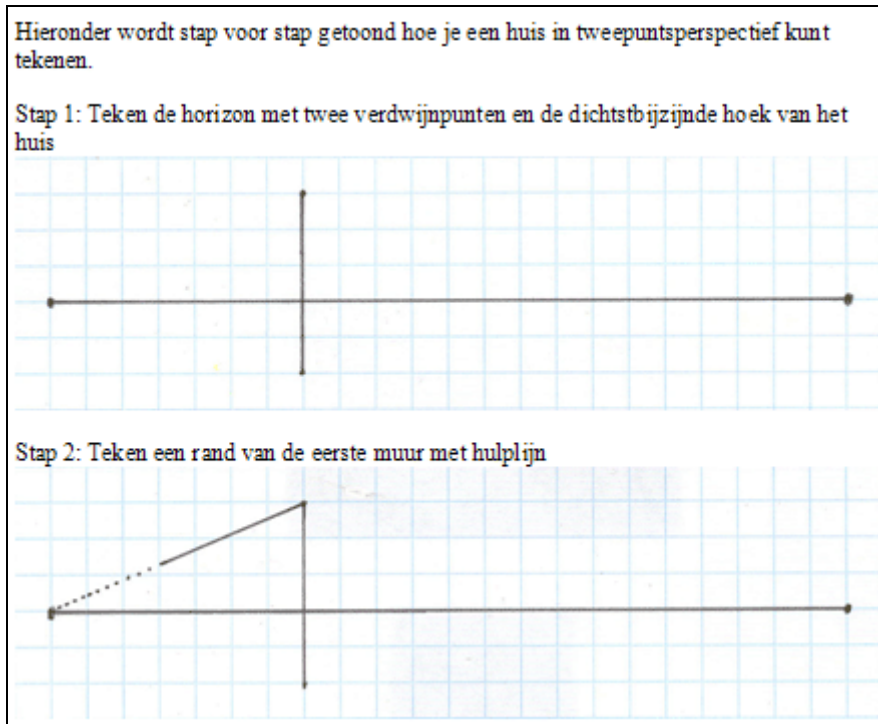 Hieronder wordt stap voor stap getoond hoe je een huis in tweepuntsperspectief kunt
tekenen.
Stap 1: Teken de horizon met twee verdwijnpunten en de dichtstbijzijnde hoek van het
huis
Stap 2: Teken een rand van de eerste muur met hulplijn